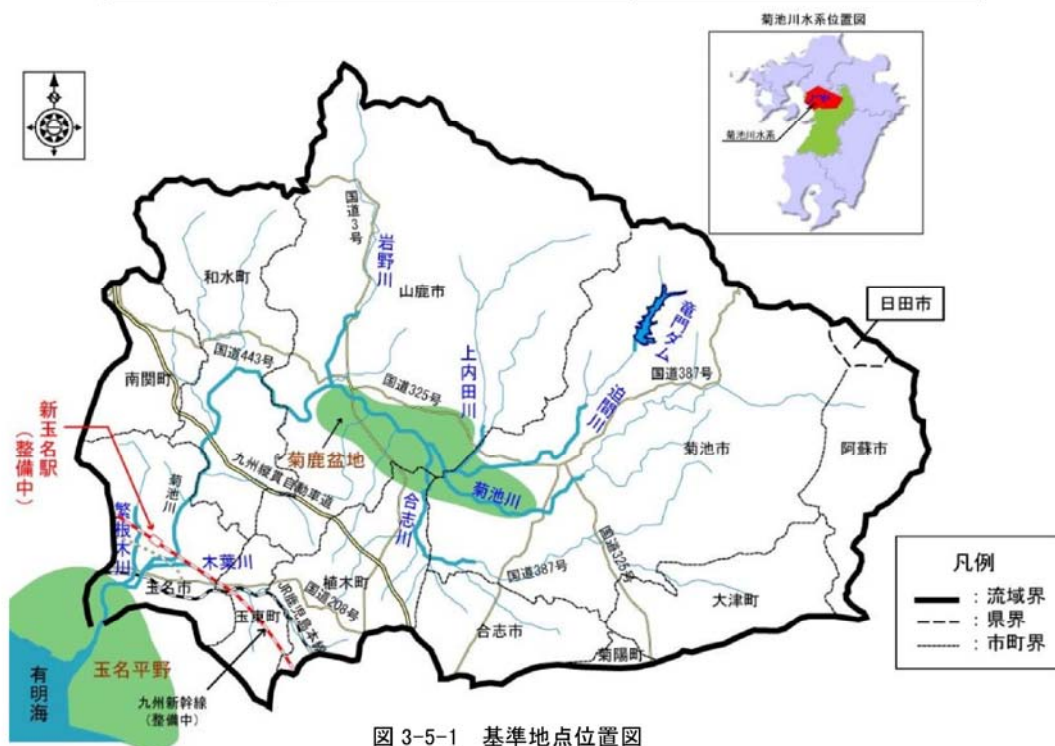 菊池川水系位置図
菊池川水系
N
国道3号
岩野川
和水町
山鹿市
竜門ダム
日田市
国道443号
国道325号
上内田川
迫間川
国道387号
南関町
新玉名駅
(整備中)
菊鹿盆地
菊池市
阿蘇市
九州縦貫自動車道
菊池川
菊池川
合志川
繁根木川
木葉川
国道387号
国道325号
玉名市
植木町
国道208号
JR鹿児島本線
玉東町
大津町
合志市
菊陽町
玉名平野
有明海
九州新幹線
(整備中)
凡例
:流域界
:県界
:市町界
図 3-5-1 基準地点位置図